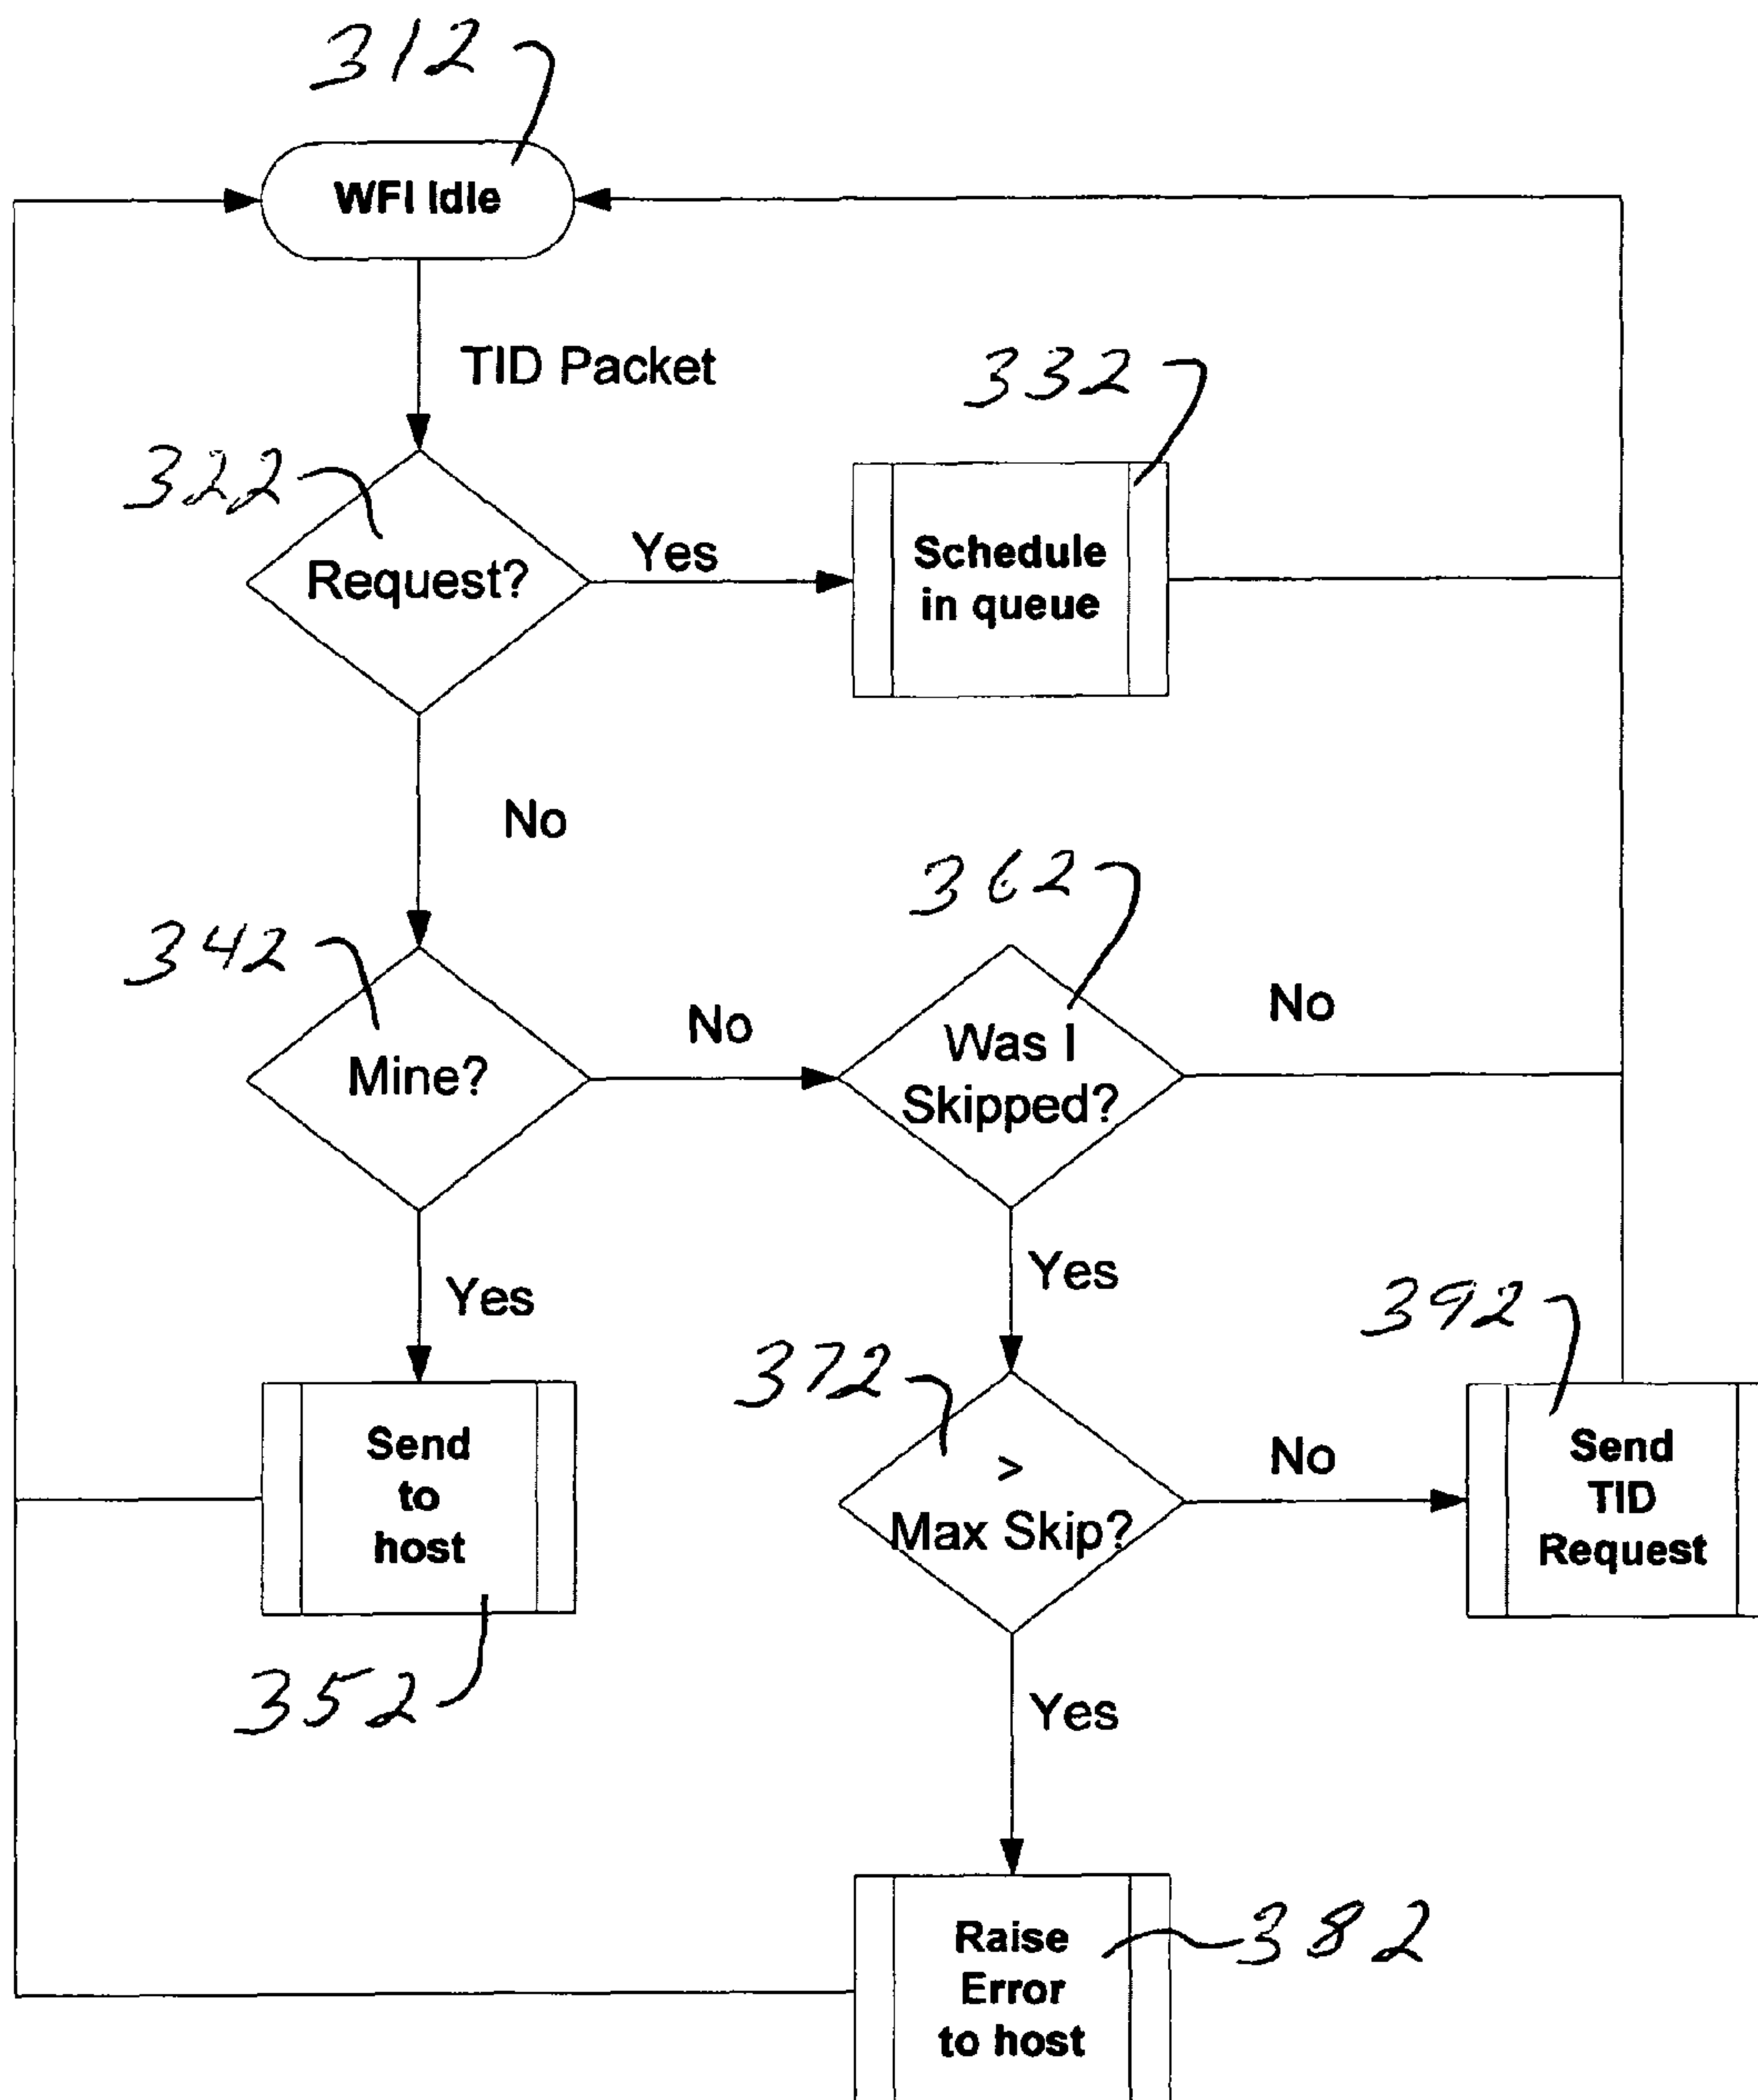 312
WFI Idle
TID Packet
332
322
Request?
Yes
Schedule
in queue
No
362
342
Mine?
No
Was I
Skipped?
No
Yes
Yes
392
372
Send
to
host
>
Max Skip?
No
Send
TID
Request
352
Yes
Raise
Error
to host
382